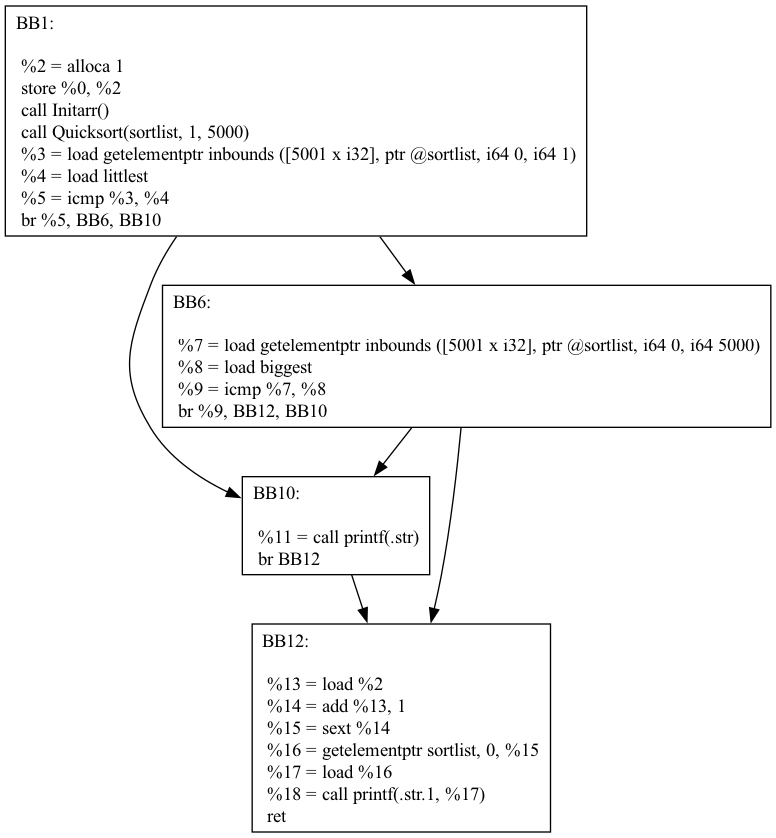 BB1:
%2 = alloca 1
store %0, %2
call Initarr()
call Quicksort(sortlist, 1, 5000)
%3 = load getelementptr inbounds ([5001 x i32], ptr @sortlist, i64 0, i64 1)
%4 = load littlest
%5 = icmp %3, %4
br %5, BB6, BB10
BB6:
%7 = load getelementptr inbounds ([5001 x i32], ptr @sortlist, i64 0, i64 5000)
%8 = load biggest
%9 = icmp %7, %8
br %9, BB12, BB10
BB10:
%11 = call printf(.str)
br BB12
BB12:
%13 = load %2
%14 = add %13, 1
%15 = sext %14
%16 = getelementptr sortlist, 0, %15
%17 = load %16
%18 = call printf(.str.1, %17)
ret